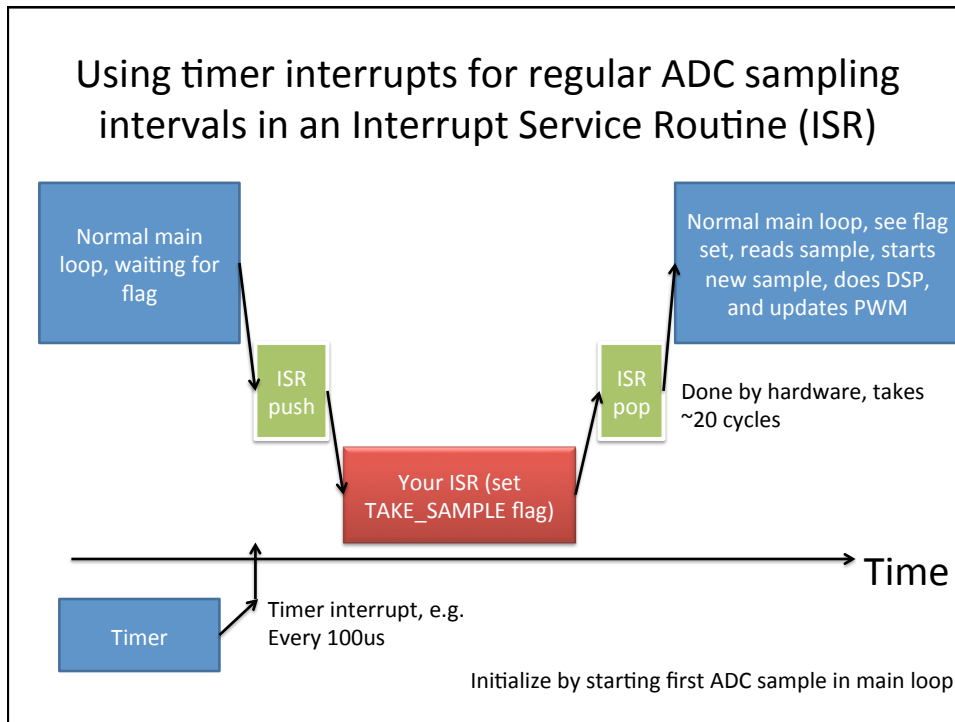 Using timer interrupts for regular ADC sampling
intervals in an Interrupt Service Routine (ISR)
Normal main
loop, waiting for
flag
Normal main loop, see flag
set, reads sample, starts
new sample, does DSP,
and updates PWM
ISR
push
ISR
pop
Done by hardware, takes
~20 cycles
Your ISR (set
TAKE_SAMPLE flag)
Time
Timer
Timer interrupt, e.g.
Every 100us
Initialize by starting first ADC sample in main loop